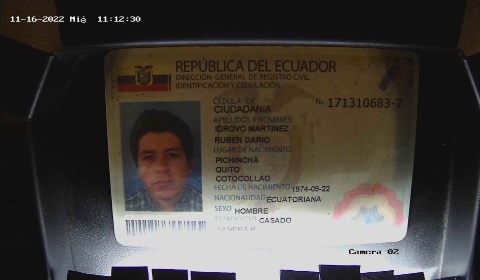 11-16-2022 Mié 11:12:30
REPÚBLICA DEL ECUADOR
DIRECCIÓN GENERAL DE REGISTRO CIVIL,
IDENTIFICACIÓN Y CEDULACIÓN
CÉDULA DE
CIUDADANÍA
No. 171310683-7
APELLIDOS Y NOMBRES
IDROVO MARTINEZ
RUBEN DARIO
LUGAR DE NACIMIENTO
PICHINCHA
QUITO
COTOCOLLAO
FECHA DE NACIMIENTO 1974-09-22
NACIONALIDAD ECUATORIANA
SEXO HOMBRE
CASADO
Camera 02